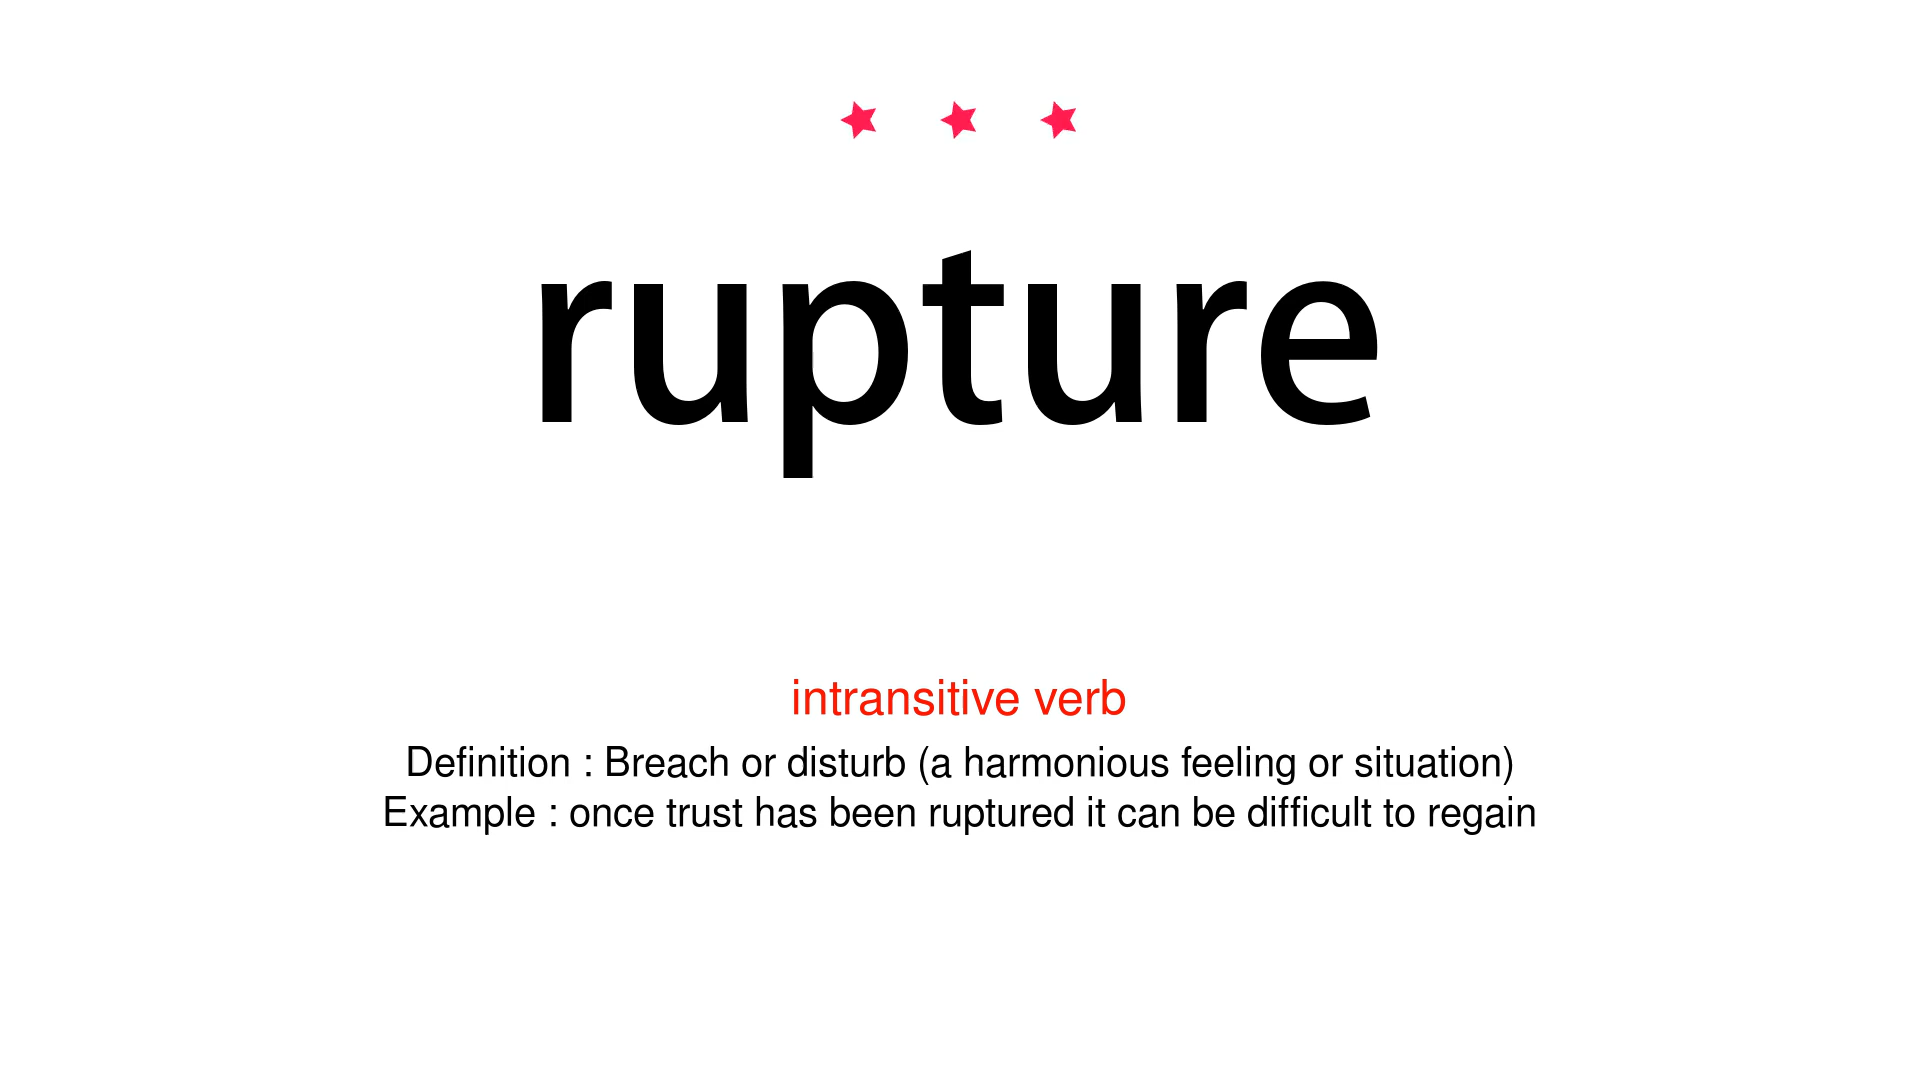 rupture
intransitive verb
Definition : Breach or disturb (a harmonious feeling or situation)
Example : once trust has been ruptured it can be difficult to regain